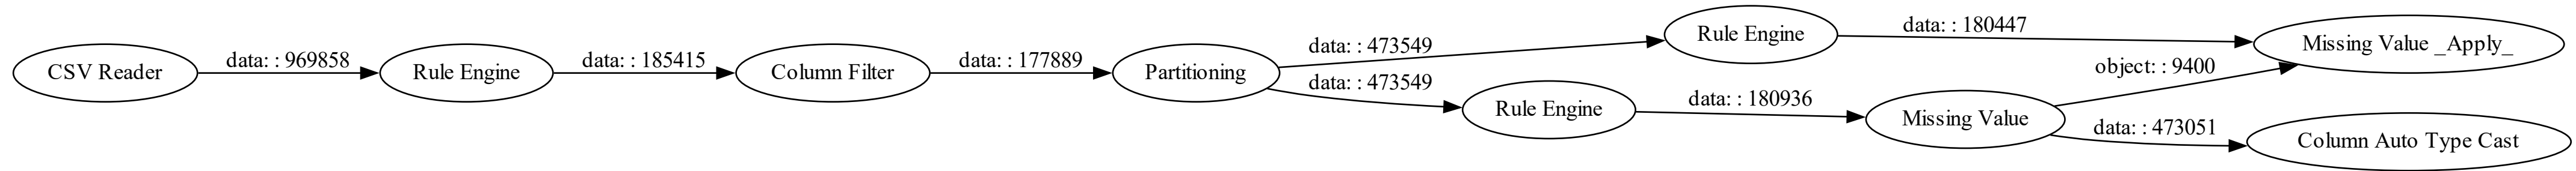 CSV Reader
data: : 969858
Rule Engine
data: : 185415
Column Filter
data: : 177889
Partitioning
data: : 473549
data: : 473549
Rule Engine
data: : 180447
Rule Engine
data: : 180936
Missing Value
object: : 9400
data: : 473051
Missing Value _Apply_
Column Auto Type Cast